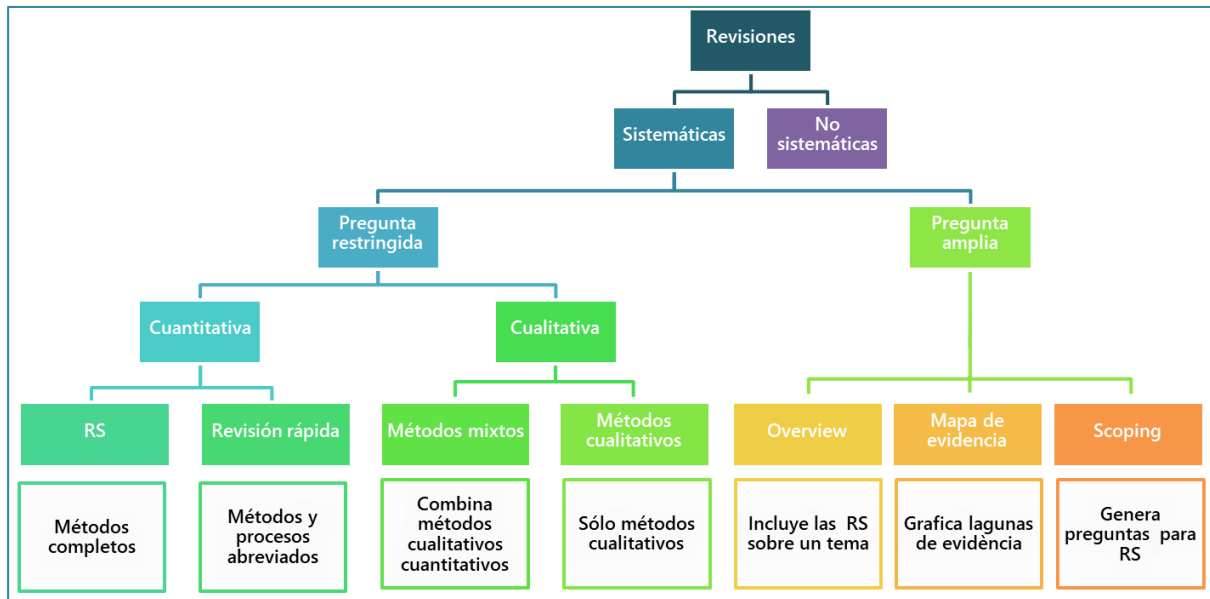 Revisiones
Sistemáticas
No
sistemáticas
Pregunta
restringida
Pregunta
amplia
Cuantitativa
Cualitativa
RS
Revisión rápida
Métodos mixtos
Métodos
cualitativos
Overview
Mapa de
evidencia
Scoping
Métodos
completos
Métodos y
procesos
abreviados
Combina
métodos
cualitativos
cuantitativos
Sólo métodos
cualitativos
Incluye las RS
sobre un tema
Grafica lagunas
de evidència
Genera
preguntas para
RS